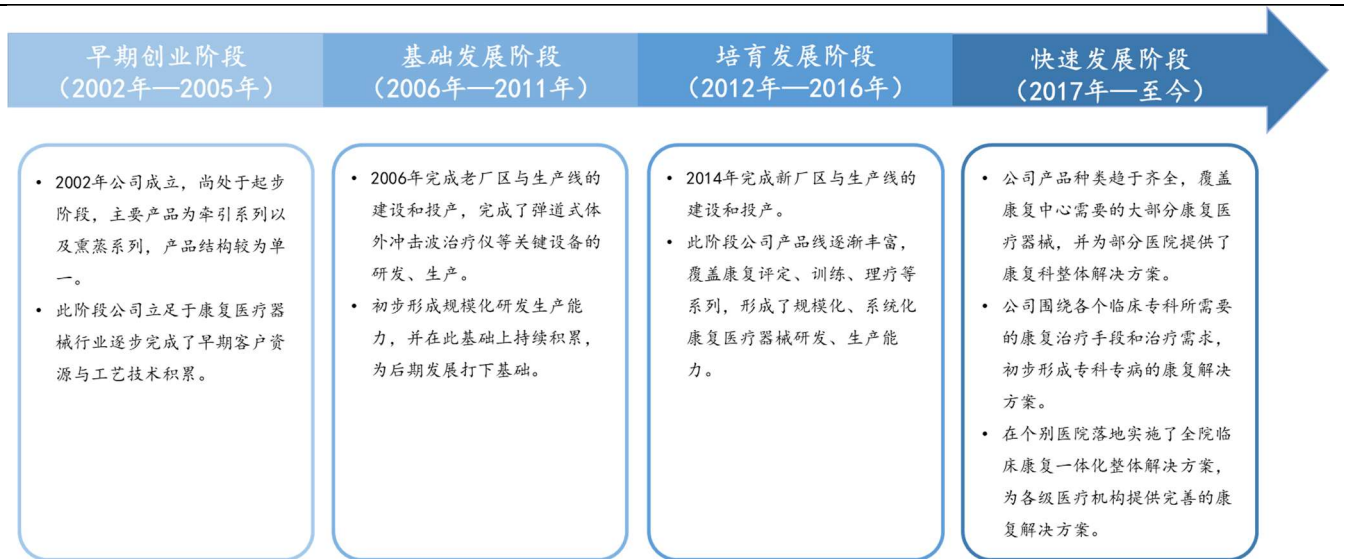 早期创业阶段
（2002年—2005年）
基础发展阶段
（2006年—2011年）
培育发展阶段
（2012年—2016年）
快速发展阶段
（2017年—至今）
• 2002年公司成立，尚处于起步
阶段，主要产品为牵引系列以
及熏蒸系列，产品结构较为单
一。
• 此阶段公司立足于康复医疗器
械行业逐步完成了早期客户资
源与工艺技术积累。
• 2006年完成老厂区与生产线的
建设和投产，完成了弹道式体
外冲击波治疗仪等关键设备的
研发、生产。
• 初步形成规模化研发生产能
力，并在此基础上持续积累，
为后期发展打下基础。
• 2014年完成新厂区与生产线的
建设和投产。
• 此阶段公司产品线逐渐丰富，
覆盖康复评定、训练、理疗等
系列，形成了规模化、系统化
康复医疗器械研发、生产能
力。
• 公司产品种类趋于齐全，覆盖
康复中心需要的大部分康复医
疗器械，并为部分医院提供了
康复科整体解决方案。
• 公司围绕各个临床专科所需要
的康复治疗手段和治疗需求，
初步形成专科专病的康复解决
方案。
• 在个别医院落地实施了全院临
床康复一体化整体解决方案，
为各级医疗机构提供完善的康
复解决方案。